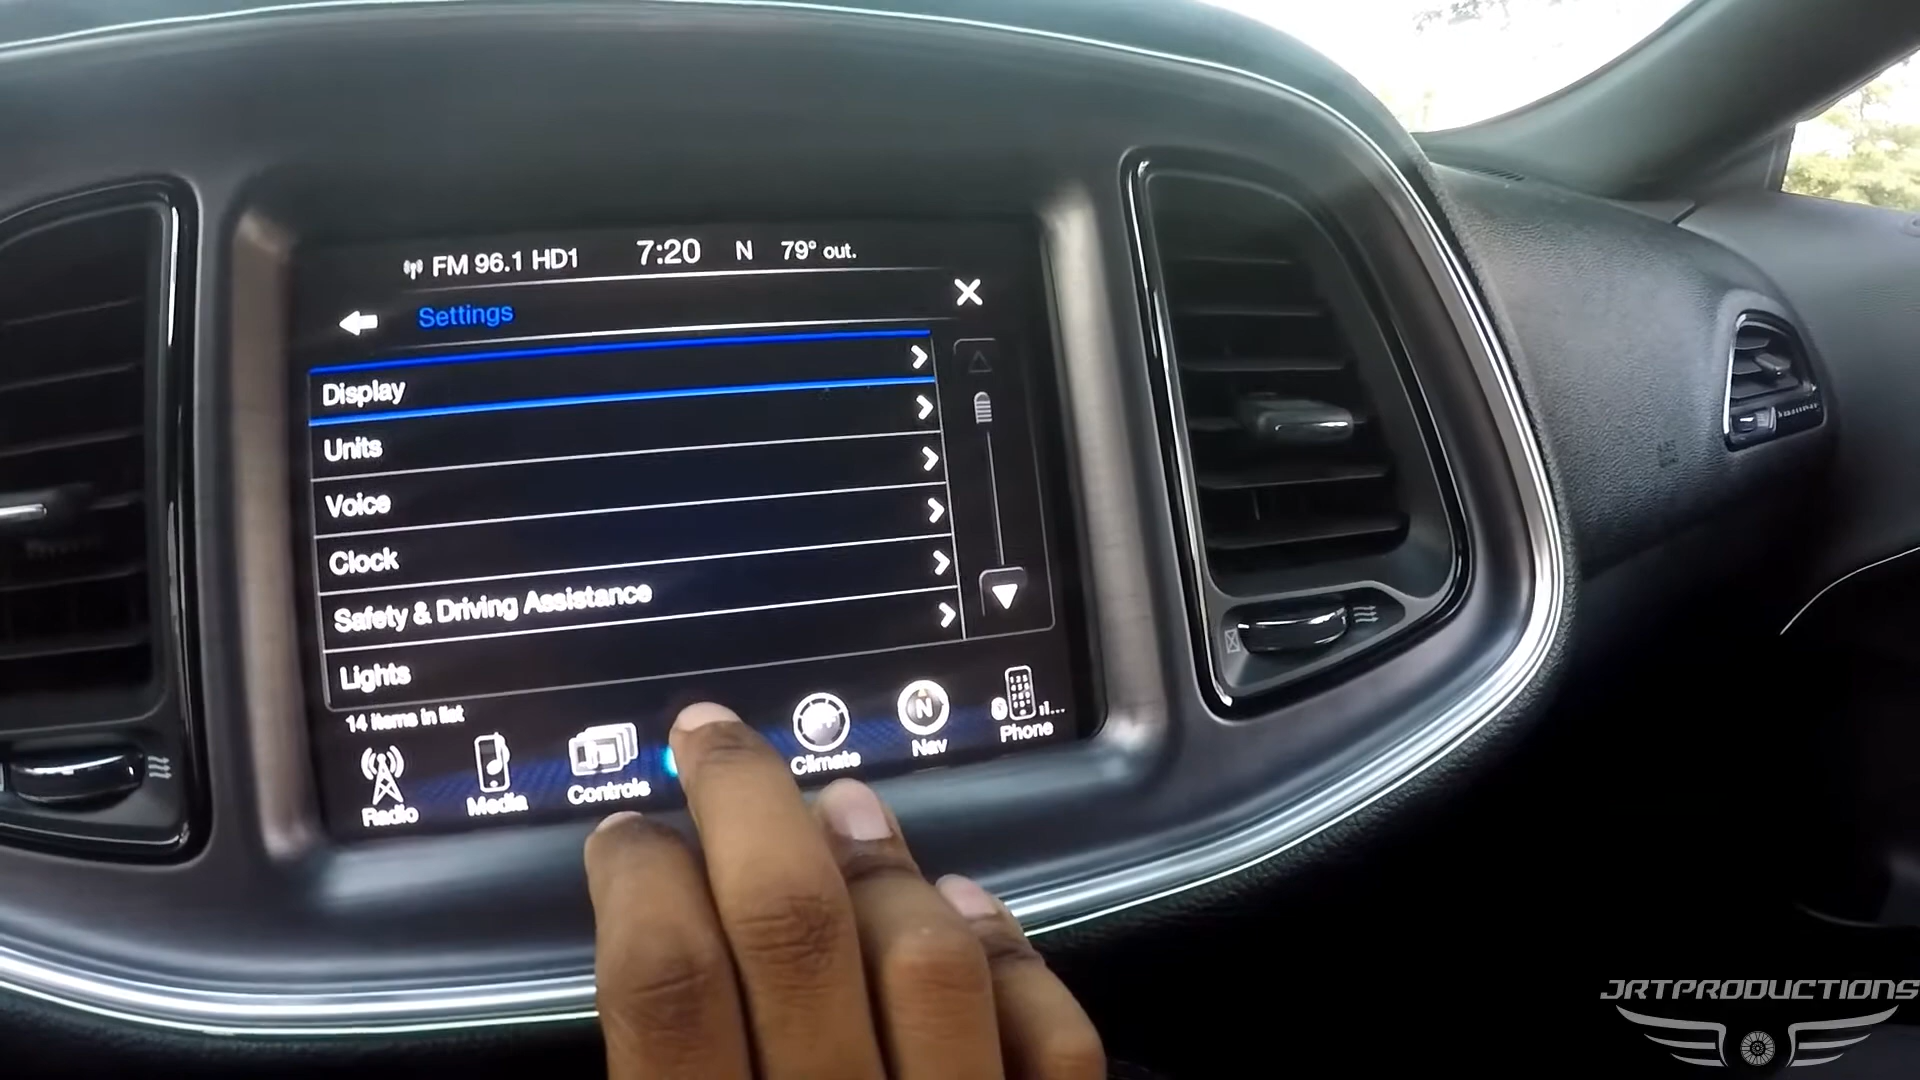 FM 96.1 HD1 7:20 N 79° out.
Settings
Display
Units
Voice
Clock
Safety & Driving Assistance
Lights
14 items in list
Radio Media Controls Climate Nav Phone
N
JRTPRODUCTIONS